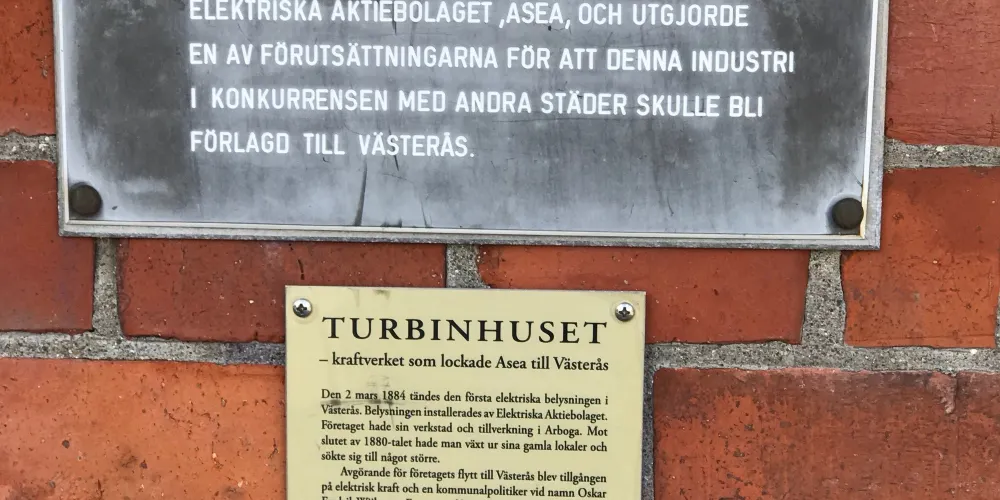 ELEKTRISKA AKTIEBOLAGET, ASEA, OCH UTGJORDE
EN AV FÖRUTSÄTTNINGARNA FÖR ATT DENNA INDUSTRI
I KONKURRENSEN MED ANDRA STÄDER SKULLE BLI
FÖRLAGD TILL VÄSTERÅS.
TURBINHUSET
– kraftverket som lockade Asea till Västerås
Den 2 mars 1884 tändes den första elektriska belysningen i
Västerås. Belysningen installerades av Elektriska Aktiebolaget.
Företaget hade sin verkstad och tillverkning i Arboga. Mot
slutet av 1880-talet hade man växt ur sina gamla lokaler och
sökte sig till något större.
Avgörande för företagets flytt till Västerås blev tillgången
på elektrisk kraft och en kommunalpolitiker vid namn Oskar